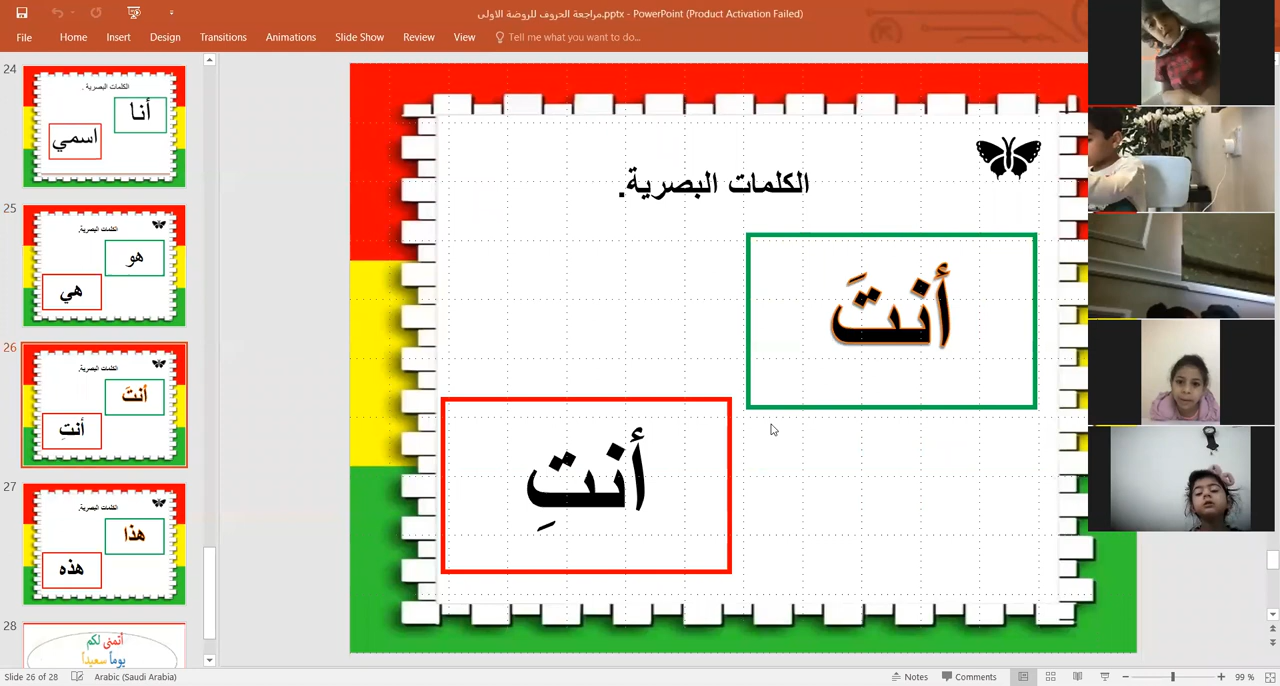 مراجعة الحروف للروضة الاولى.pptx - PowerPoint (Product Activation Failed)
File Home Insert Design Transitions Animations Slide Show Review View Tell me what you want to do...
24
الكلمات البصرية .
أنا
اسمي
25
الكلمات البصرية.
هو
هي
26
الكلمات البصرية.
أنتَ
أنتِ
27
الكلمات البصرية.
هذا
هذه
28
أتمنى لكم
يوماً سعيداً
الكلمات البصرية.
أنتَ
أنتِ
Slide 26 of 28 Arabic (Saudi Arabia) Notes Comments 99 %